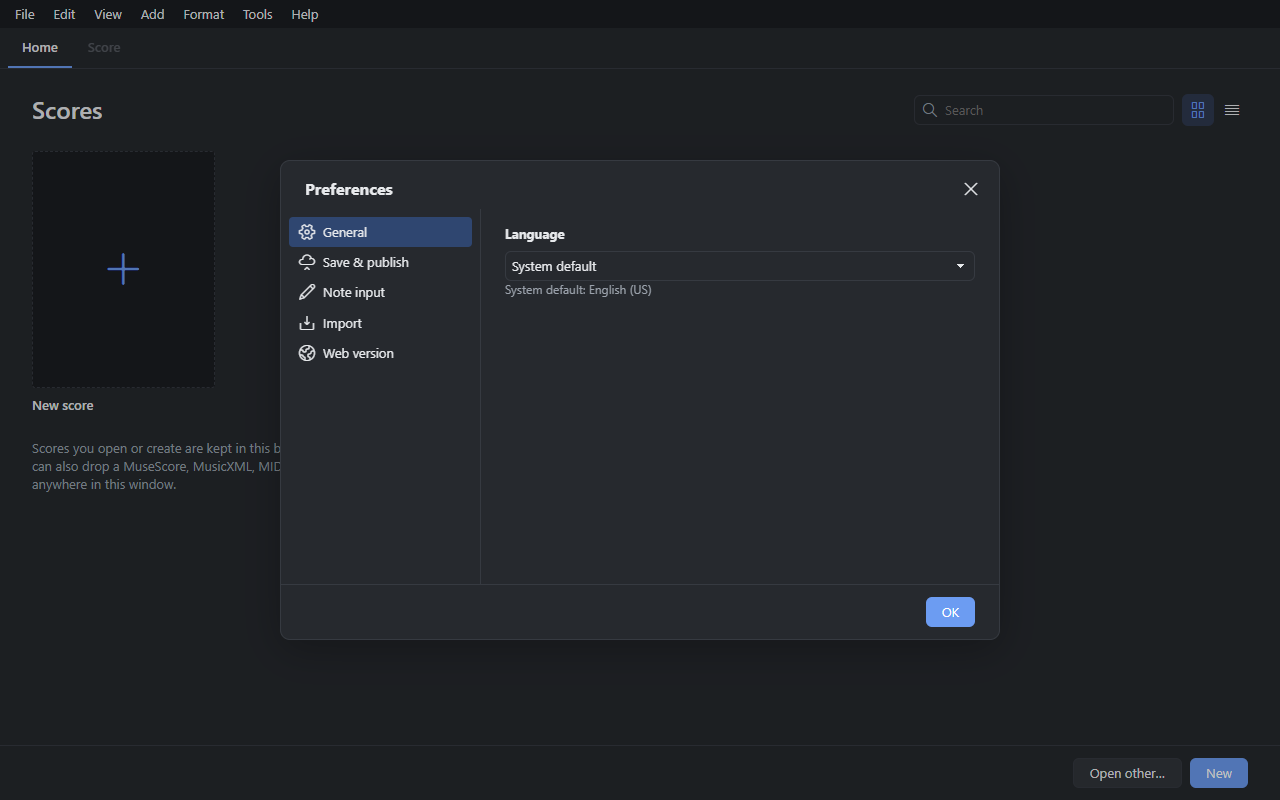 File Edit View Add Format Tools Help
Home Score
Scores
Search
New score
Scores you open or create are kept in this
can also drop a MuseScore, MusicXML,
anywhere in this window.
Preferences
General
Save & publish
Note input
Import
Web version
Language
System default
System default: English (US)
OK
Open other...
New